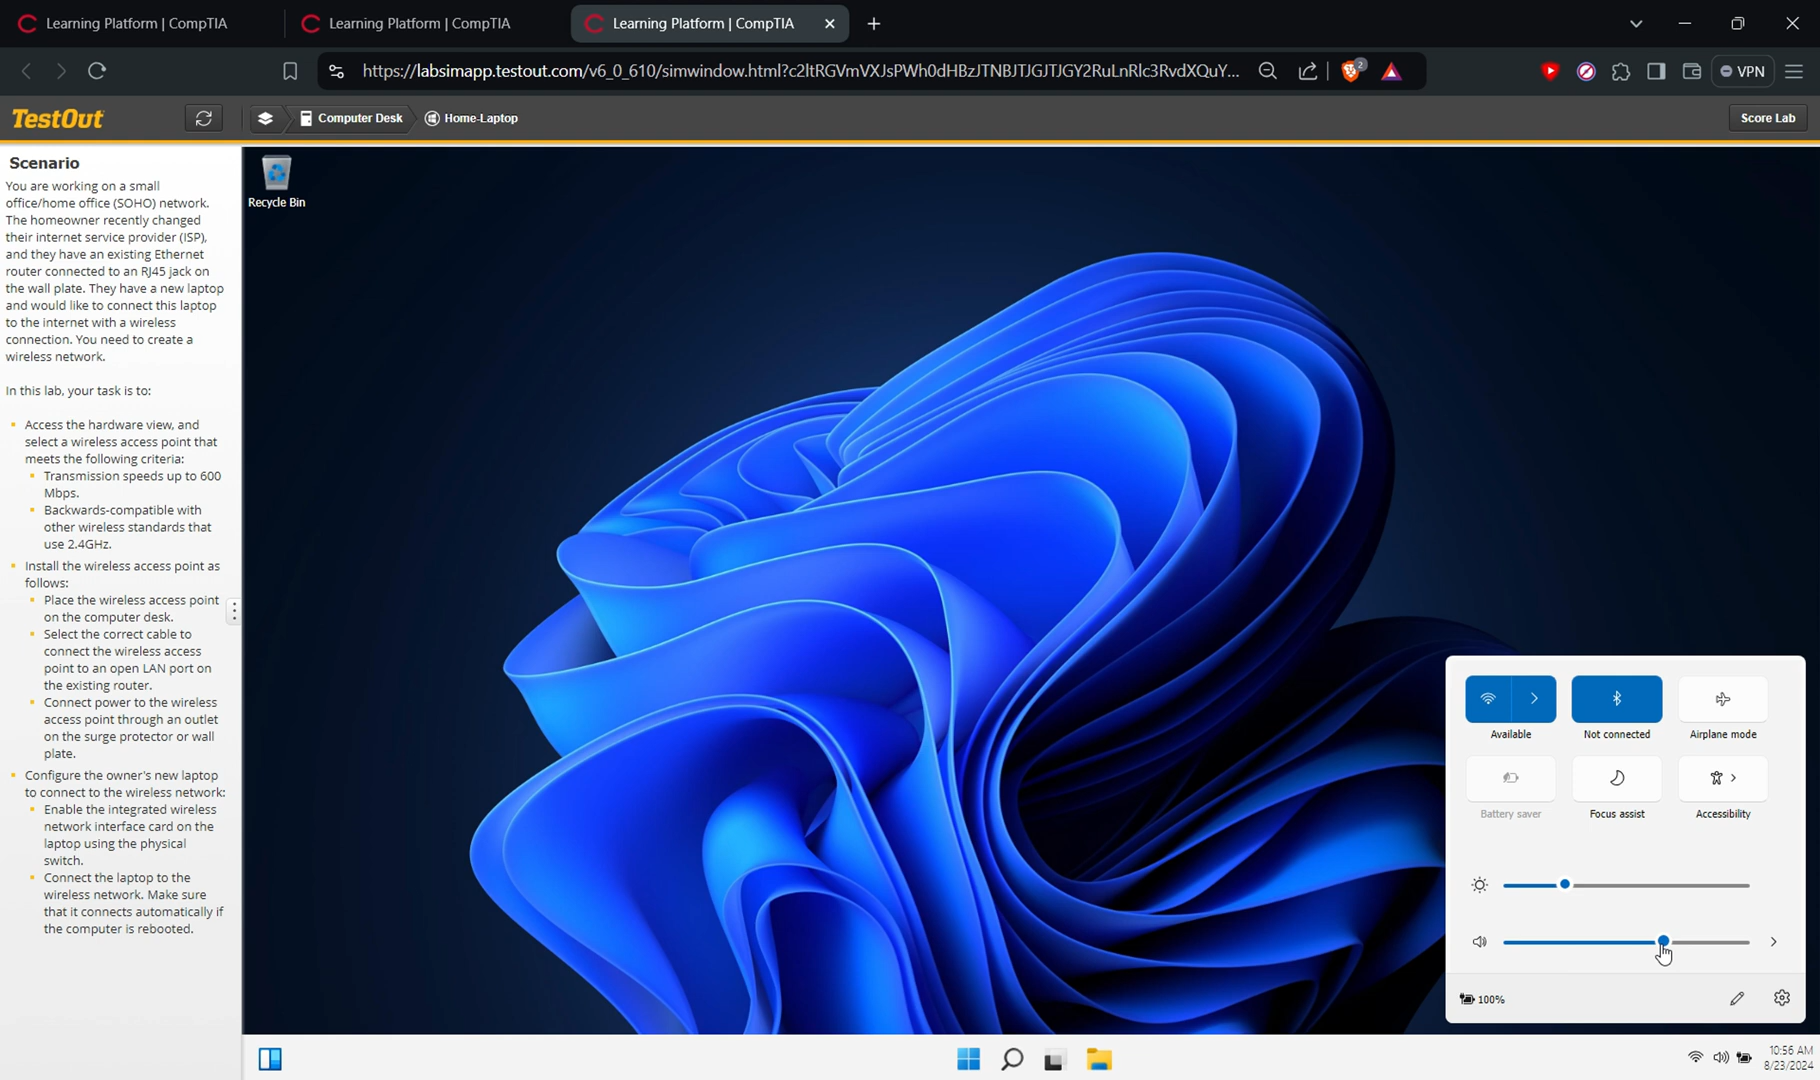 Learning Platform | CompTIA
Learning Platform | CompTIA
Learning Platform | CompTIA
https://labsimapp.testout.com/v6_0_610/simwindow.html?c2ltRGVmVXJsPWh0dHBzJTNBJTJGJTJGY2RuLnRlc3RvdXQuY...
2
VPN
TestOut
Computer Desk
Home-Laptop
Score Lab
Scenario
You are working on a small
office/home office (SOHO) network.
The homeowner recently changed
their internet service provider (ISP),
and they have an existing Ethernet
router connected to an RJ45 jack on
the wall plate. They have a new laptop
and would like to connect this laptop
to the internet with a wireless
connection. You need to create a
wireless network.
In this lab, your task is to:
Access the hardware view, and
select a wireless access point that
meets the following criteria:
Transmission speeds up to 600
Mbps.
Backwards-compatible with
other wireless standards that
use 2.4GHz.
Install the wireless access point as
follows:
Place the wireless access point
on the computer desk.
Select the correct cable to
connect the wireless access
point to an open LAN port on
the existing router.
Connect power to the wireless
access point through an outlet
on the surge protector or wall
plate.
Configure the owner's new laptop
to connect to the wireless network:
Enable the integrated wireless
network interface card on the
laptop using the physical
switch.
Connect the laptop to the
wireless network. Make sure
that it connects automatically if
the computer is rebooted.
Recycle Bin
Available
Not connected
Airplane mode
Battery saver
Focus assist
Accessibility
100%
10:56 AM
8/23/2024